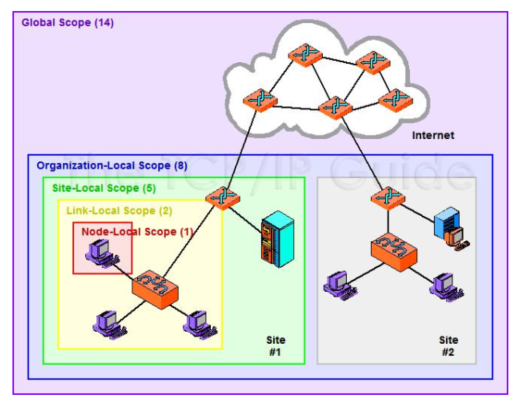 Global Scope (14)
Internet
Organization-Local Scope (8)
The TCP/IP Guide
Site-Local Scope (5)
Link-Local Scope (2)
Node-Local Scope (1)
Site
#1
Site
#2